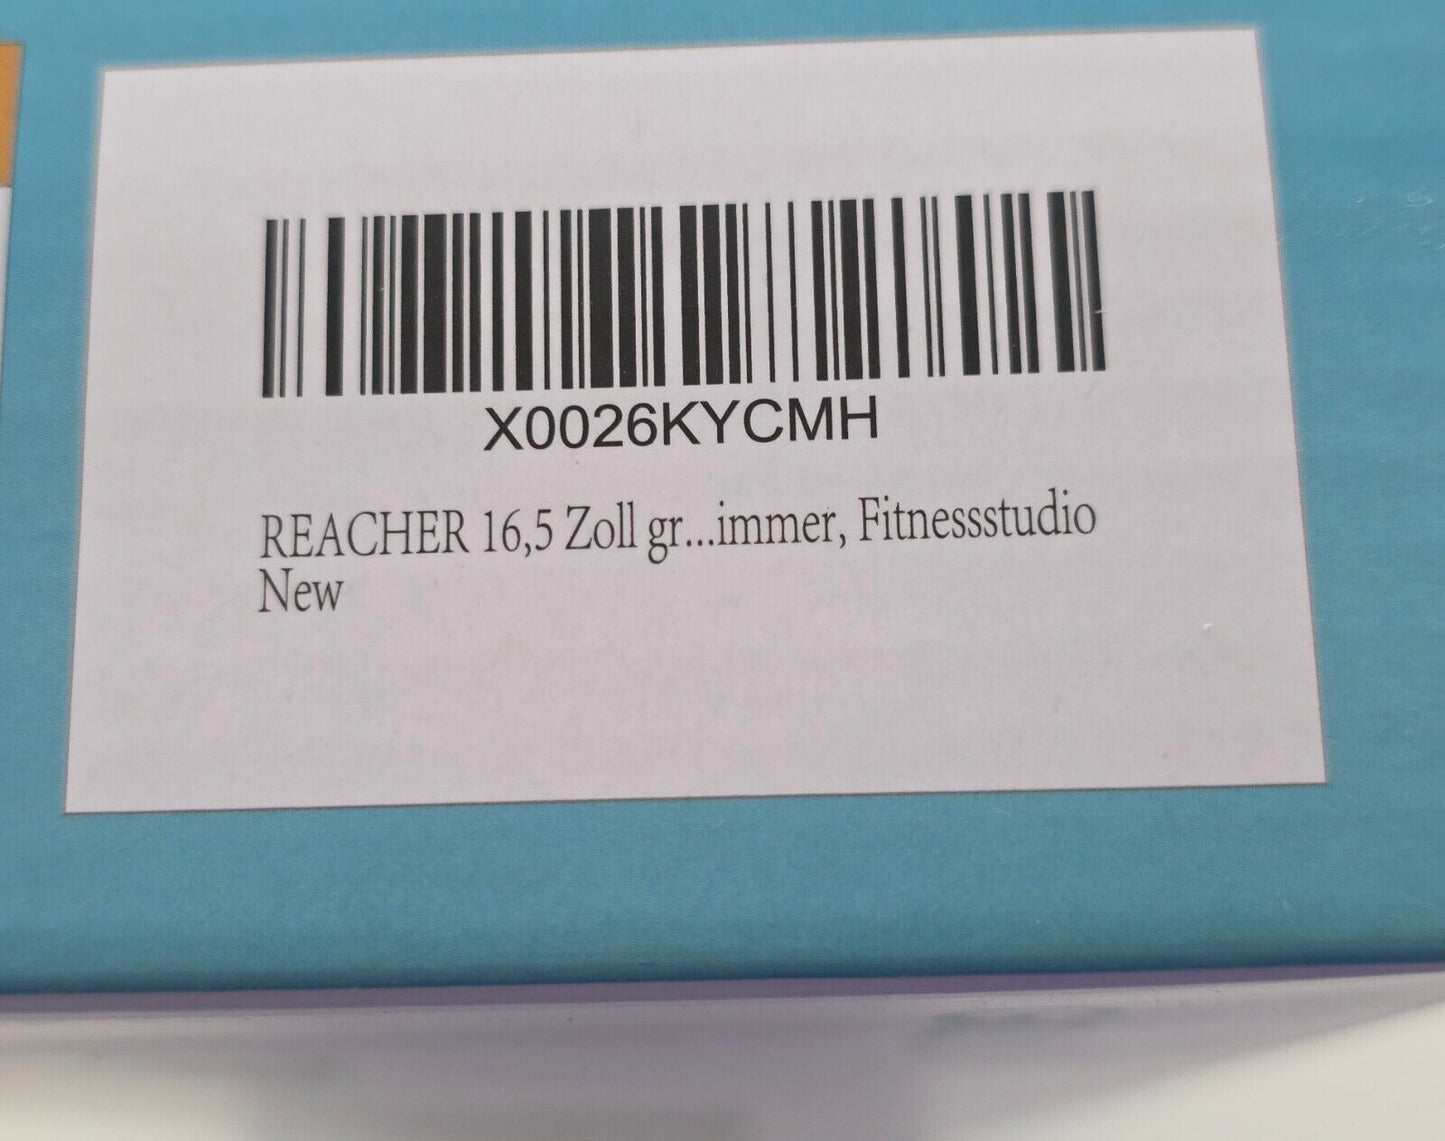 X0026KYCMH
REACHER 16,5 Zoll gr...immer, Fitnessstudio
New